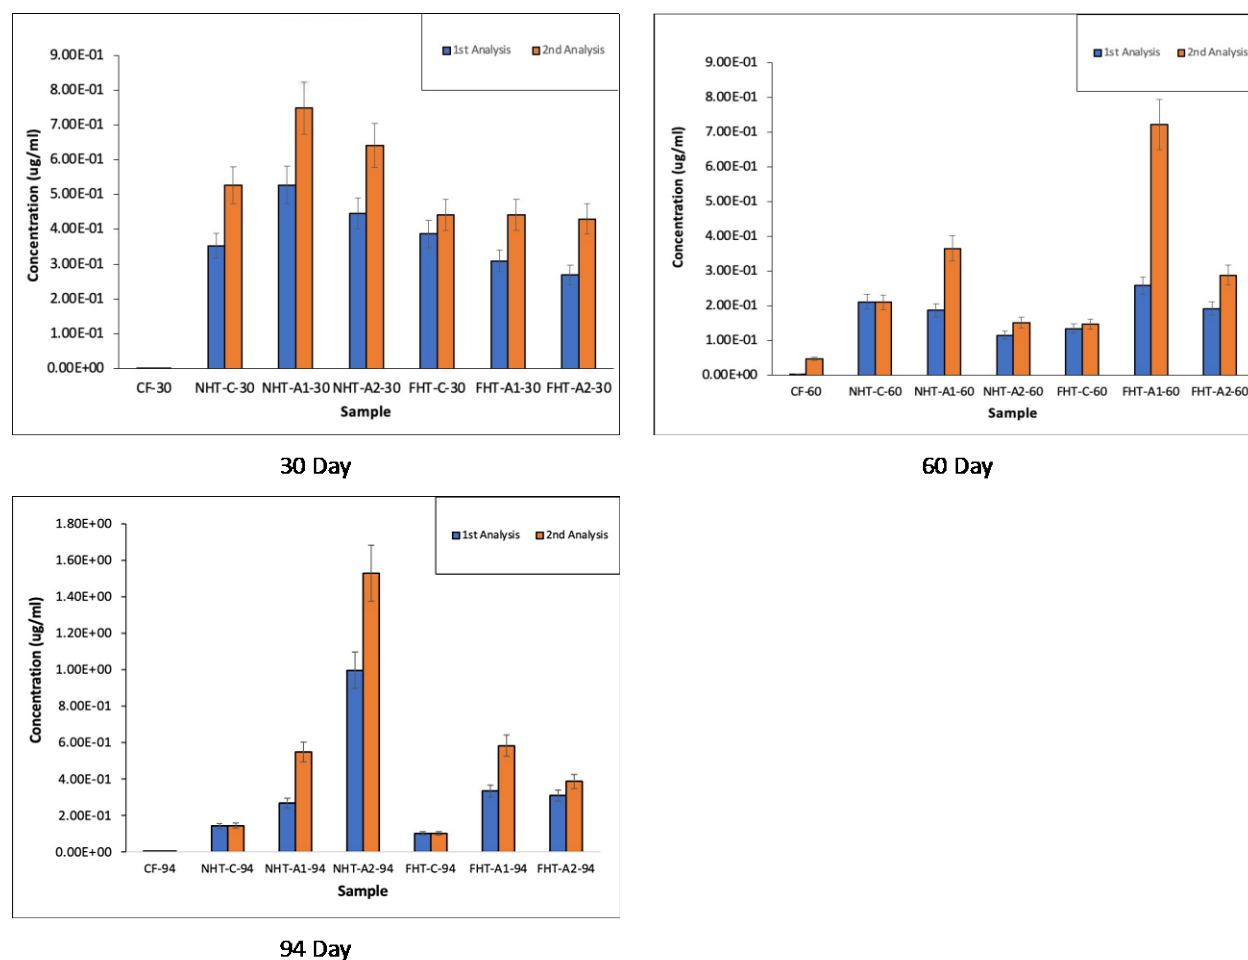 1st Analysis 2nd Analysis
9.00E-01
8.00E-01
7.00E-01
6.00E-01
5.00E-01
4.00E-01
3.00E-01
2.00E-01
1.00E-01
0.00E+00
Concentration (ug/ml)
CF-30 NHT-C-30 NHT-A1-30 NHT-A2-30 FHT-C-30 FHT-A1-30 FHT-A2-30
Sample
30 Day
1st Analysis 2nd Analysis
9.00E-01
8.00E-01
7.00E-01
6.00E-01
5.00E-01
4.00E-01
3.00E-01
2.00E-01
1.00E-01
0.00E+00
Concentration (ug/ml)
CF-60 NHT-C-60 NHT-A1-60 NHT-A2-60 FHT-C-60 FHT-A1-60 FHT-A2-60
Sample
60 Day
1st Analysis 2nd Analysis
1.80E+00
1.60E+00
1.40E+00
1.20E+00
1.00E+00
8.00E-01
6.00E-01
4.00E-01
2.00E-01
0.00E+00
Concentration (ug/ml)
CF-94 NHT-C-94 NHT-A1-94 NHT-A2-94 FHT-C-94 FHT-A1-94 FHT-A2-94
Sample
94 Day